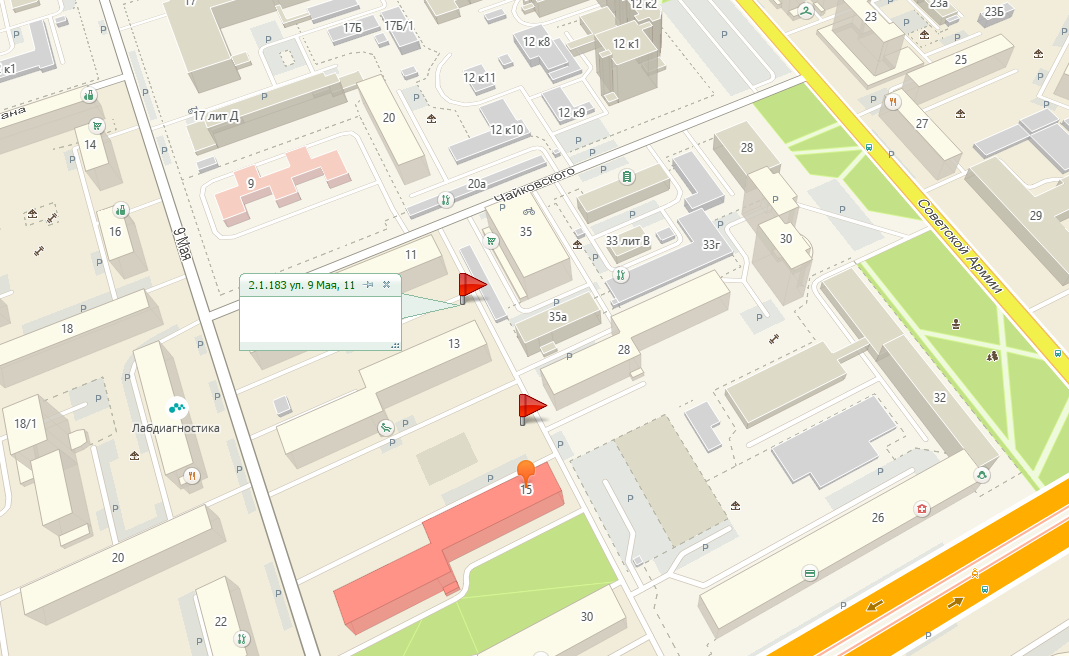 17
17Б
17Б/1
12 к2
23
23а
23Б
12 к8
12 к1
25
к1
12 к11
ана
17 лит Д
20
12 к10
12 к9
27
14
28
9
20а
Чайковского
16
9 Мая
11
35
33 лит В
33г
30
29
Советской Армии
2.1.183 ул. 9 Мая, 11
18
13
35а
28
18/1
Лабдиагностика
32
15
26
20
22
30